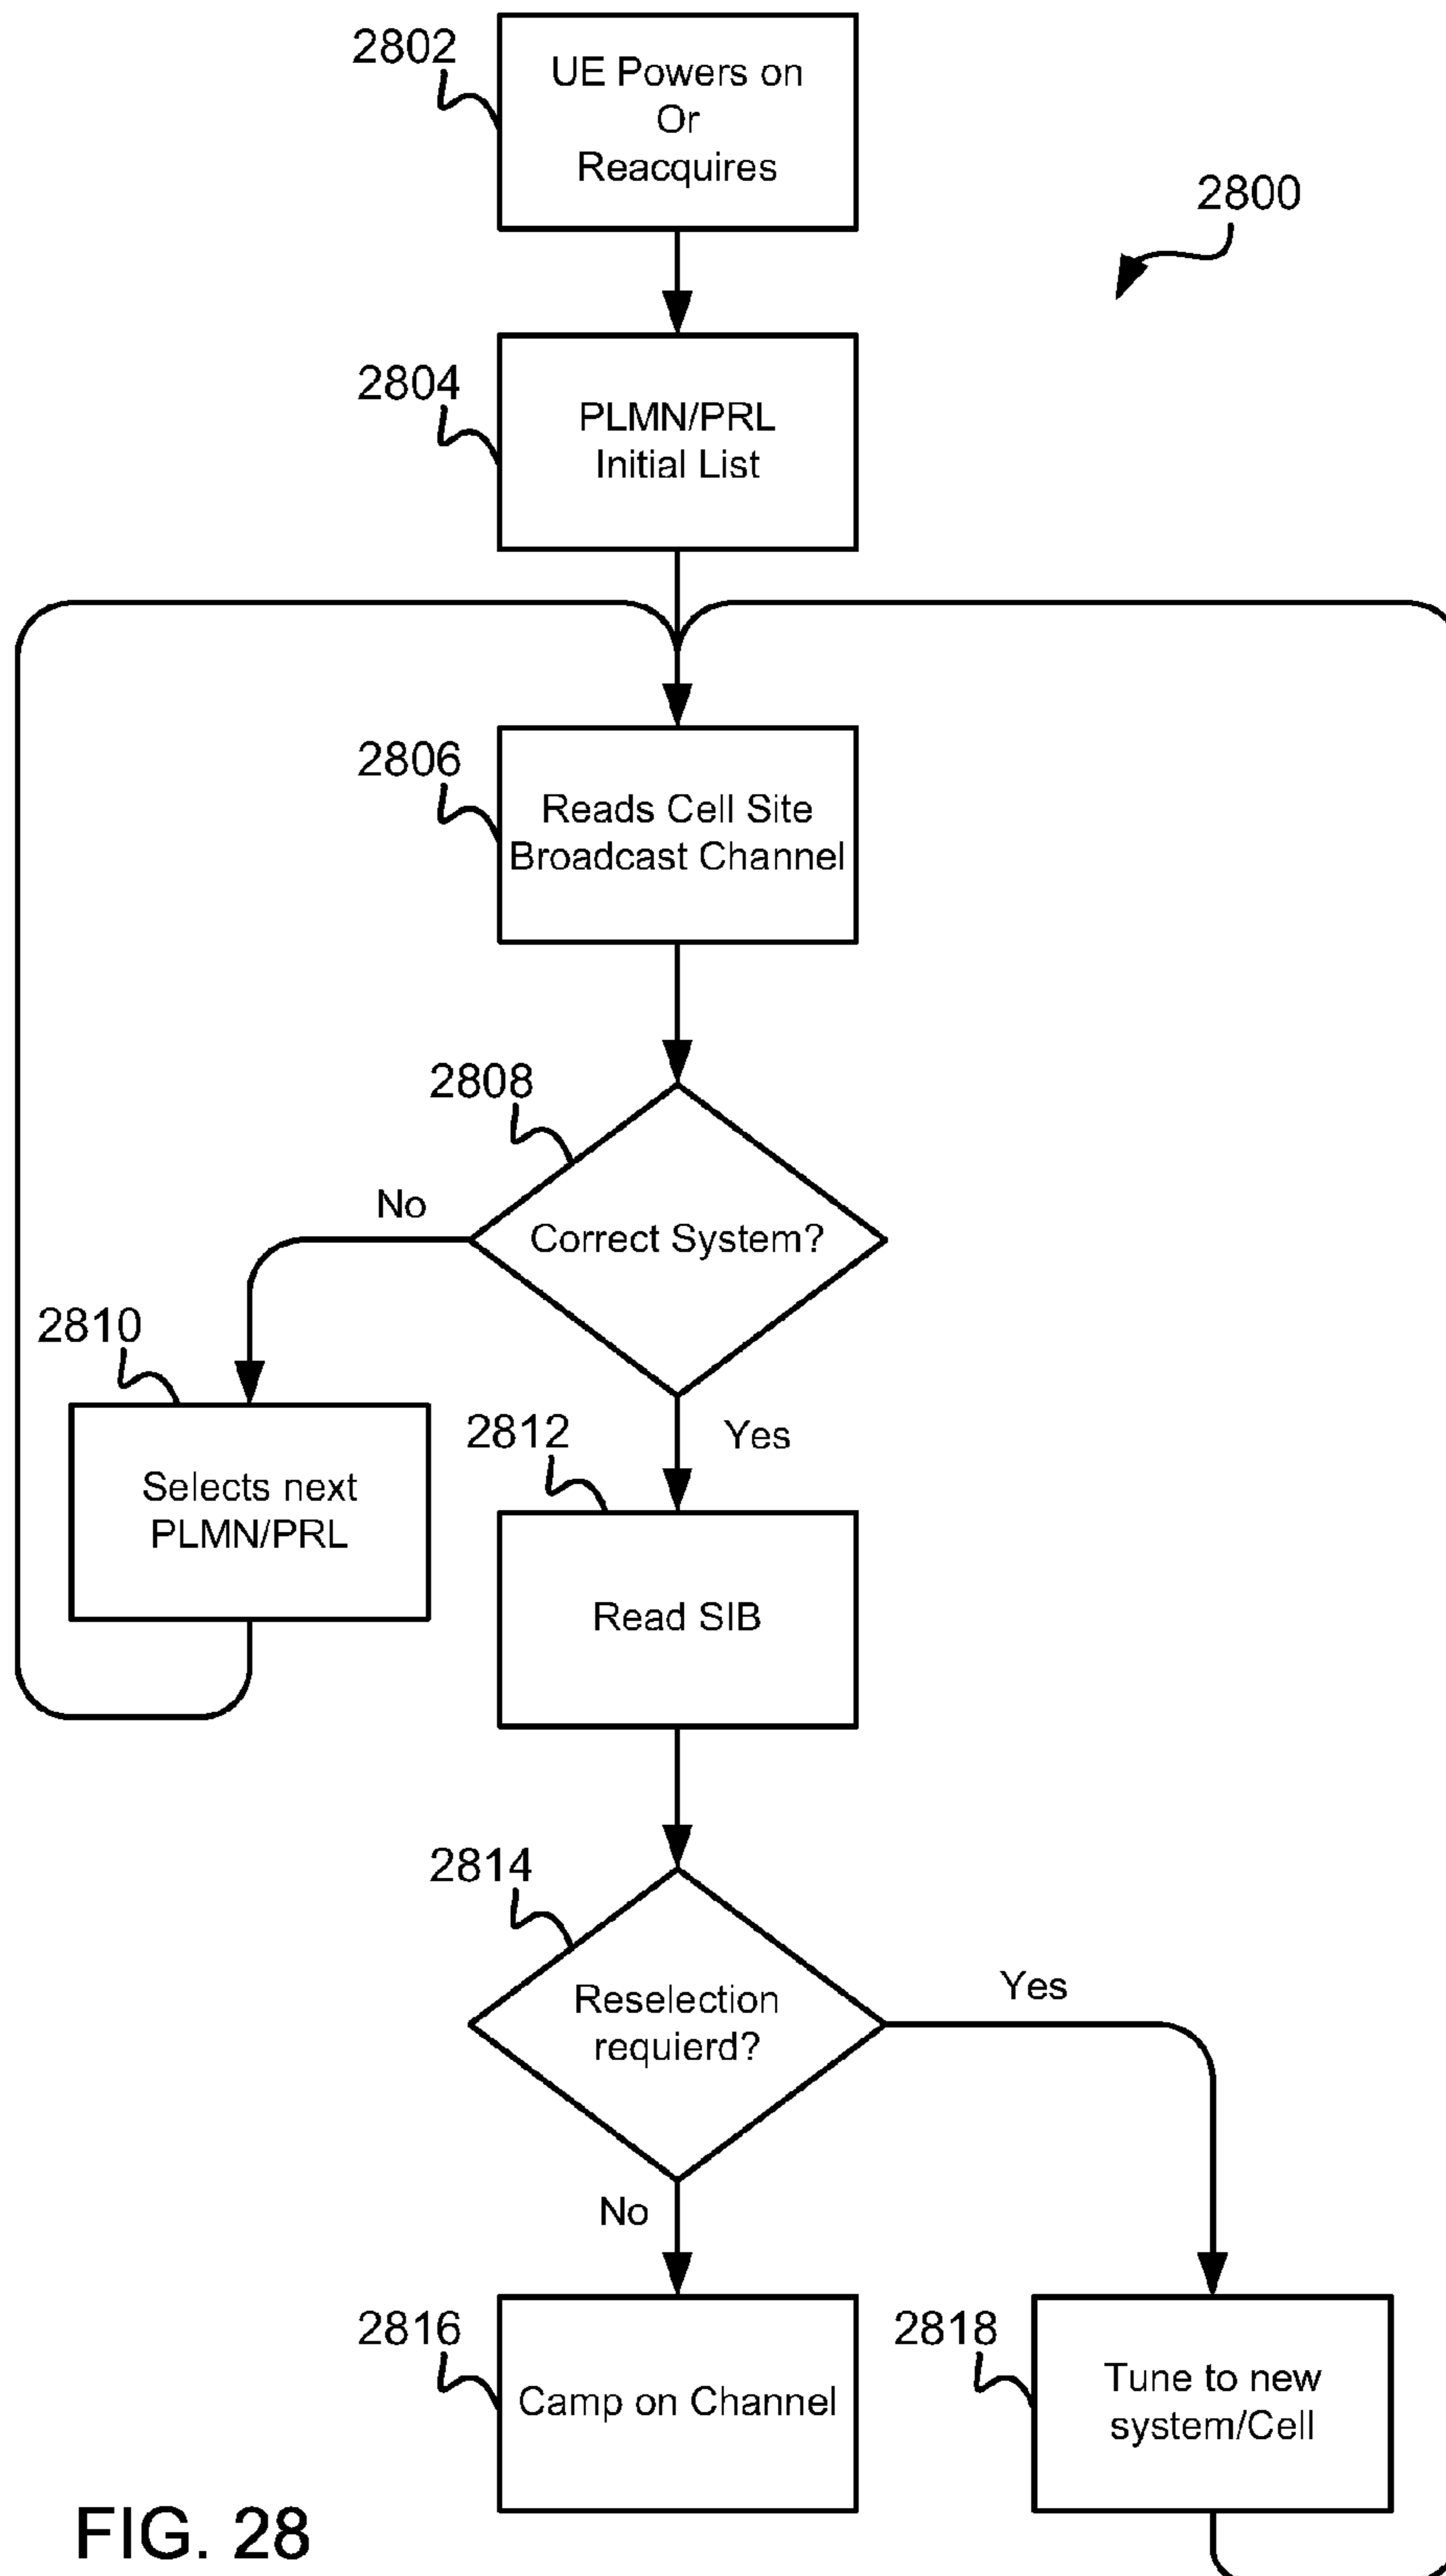 2802
UE Powers on
Or
Reacquires
2800
2804
PLMN/PRL
Initial List
2806
Reads Cell Site
Broadcast Channel
2808
Correct System?
No
Yes
2810
Selects next
PLMN/PRL
2812
Read SIB
2814
Reselection
requierd?
Yes
No
2816
Camp on Channel
2818
Tune to new
system/Cell
FIG. 28